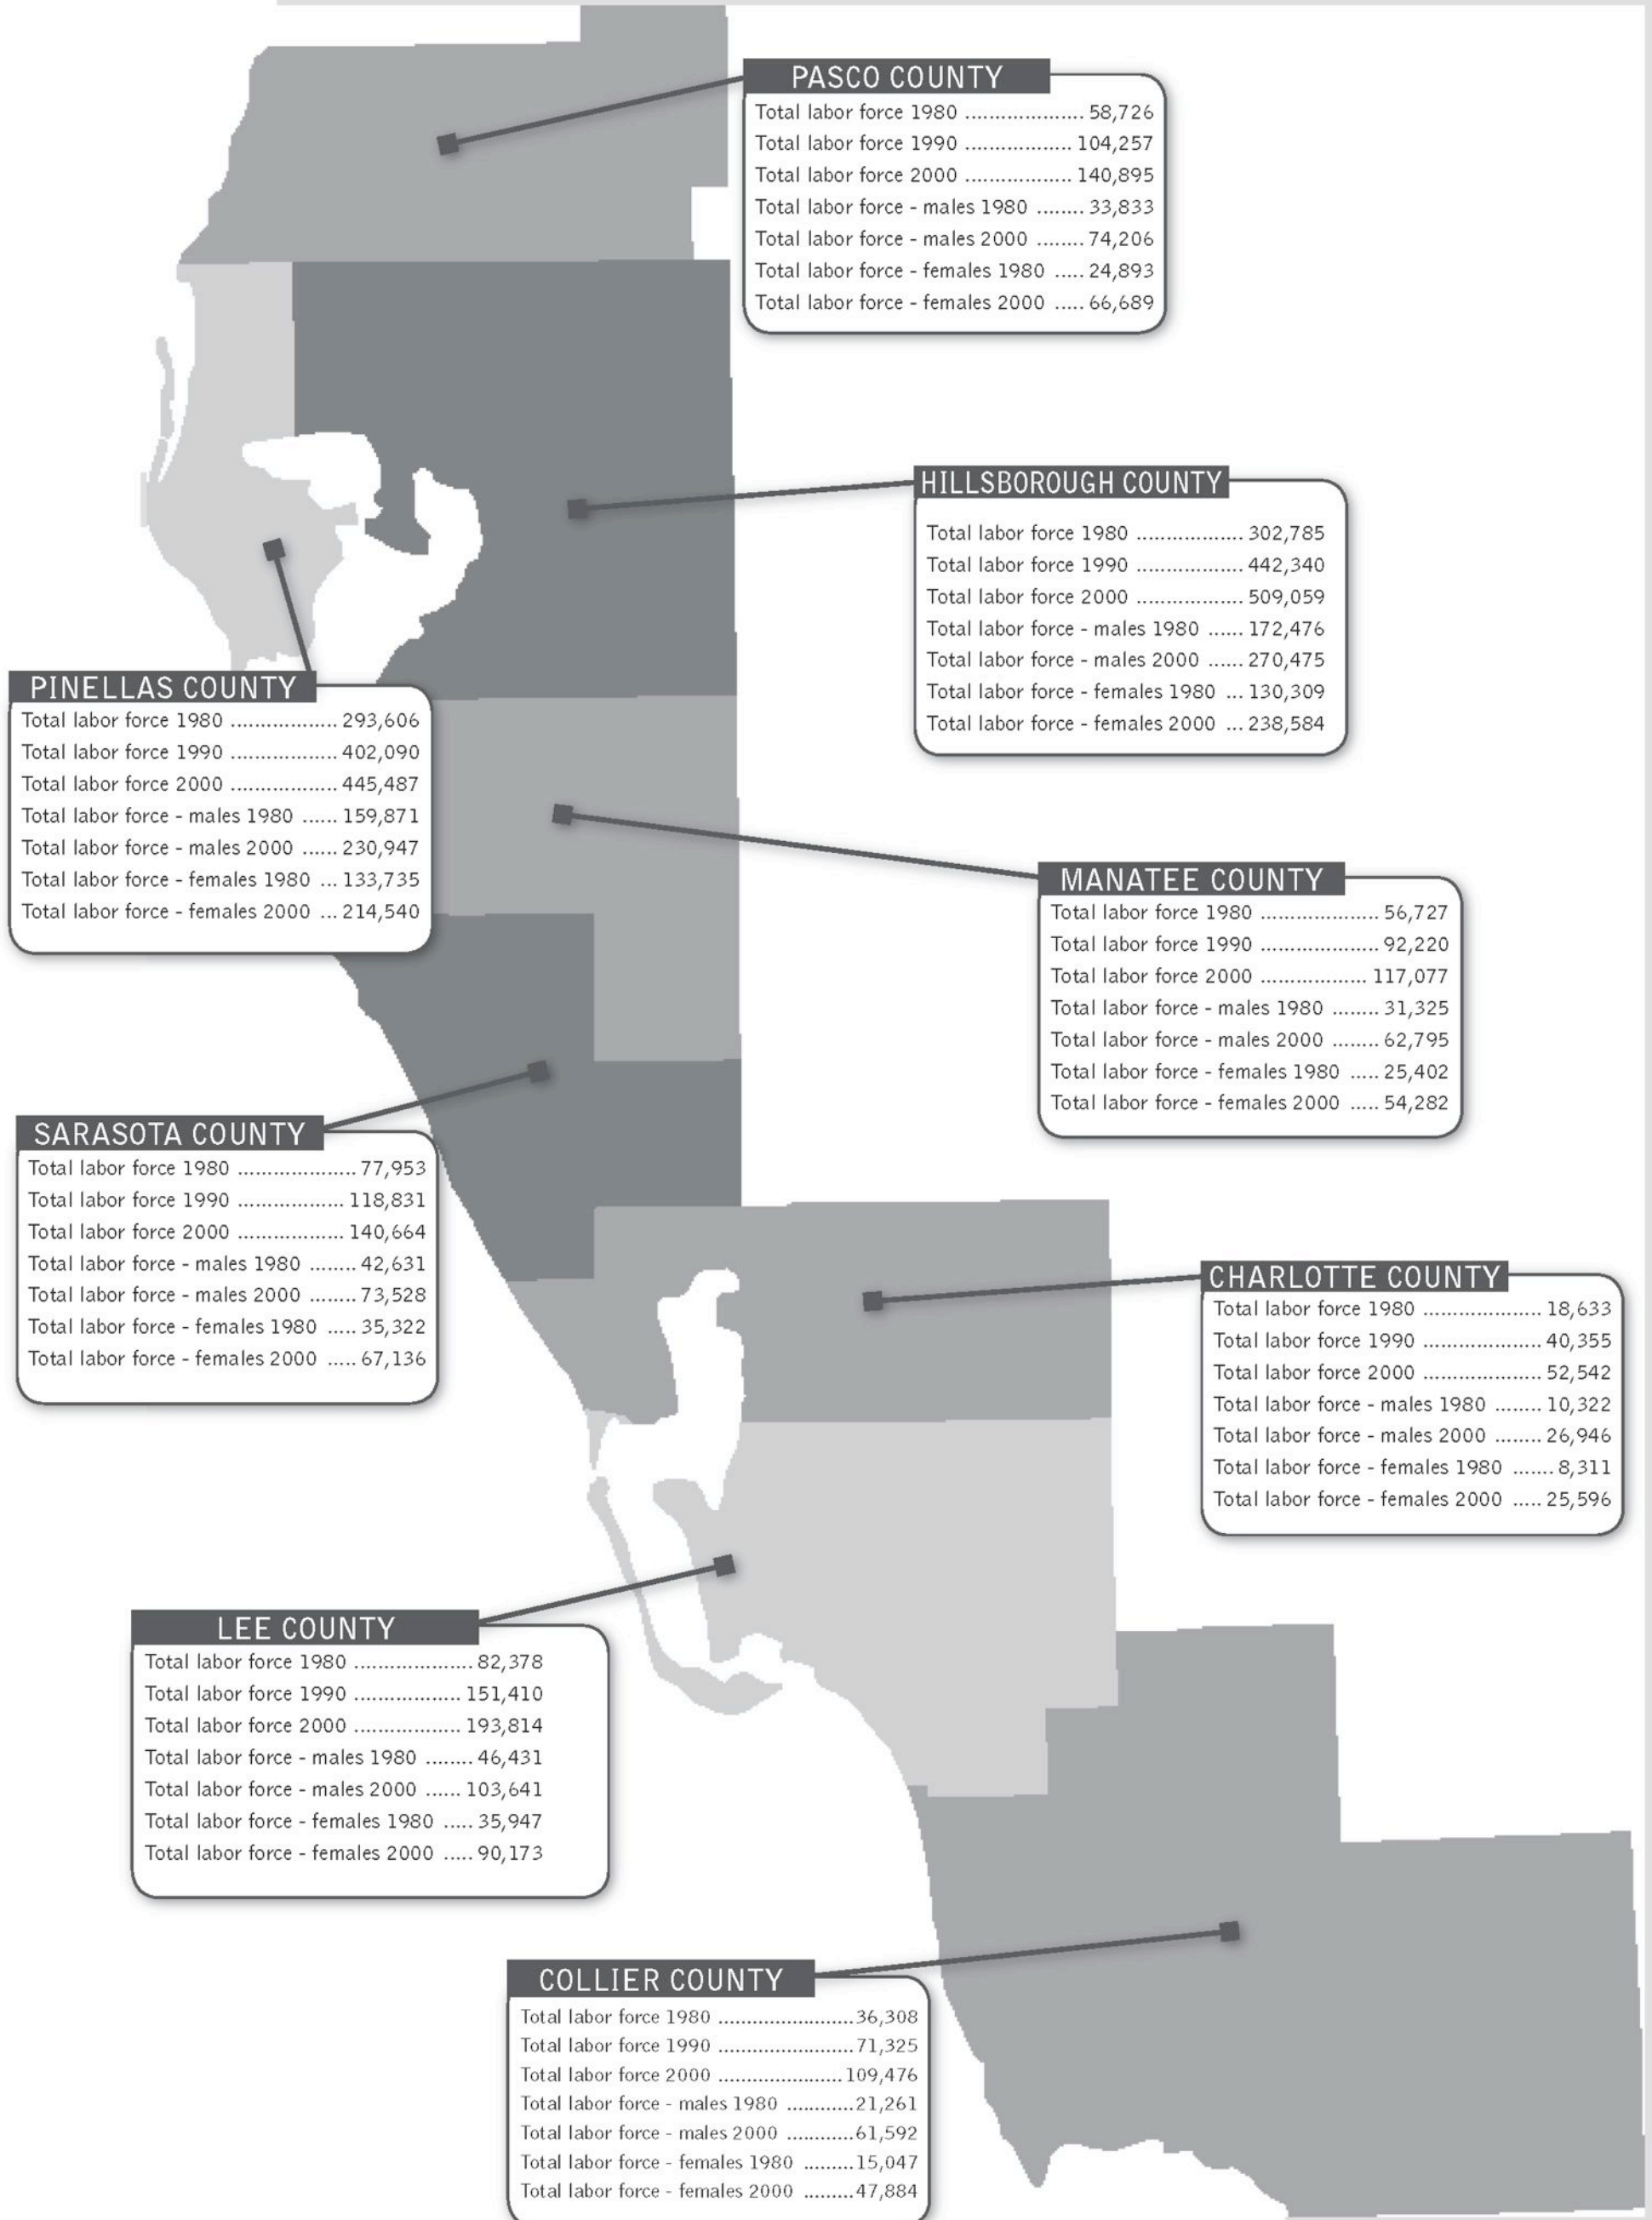 PASCO COUNTY
Total labor force 1980 .................... 58,726
Total labor force 1990 .................. 104,257
Total labor force 2000 .................. 140,895
Total labor force - males 1980 ........ 33,833
Total labor force - males 2000 ........ 74,206
Total labor force - females 1980 ..... 24,893
Total labor force - females 2000 ..... 66,689
HILLSBOROUGH COUNTY
Total labor force 1980 .................. 302,785
Total labor force 1990 .................. 442,340
Total labor force 2000 .................. 509,059
Total labor force - males 1980 ...... 172,476
Total labor force - males 2000 ...... 270,475
Total labor force - females 1980 ... 130,309
Total labor force - females 2000 ... 238,584
PINELLAS COUNTY
Total labor force 1980 .................. 293,606
Total labor force 1990 .................. 402,090
Total labor force 2000 .................. 445,487
Total labor force - males 1980 ...... 159,871
Total labor force - males 2000 ...... 230,947
Total labor force - females 1980 ... 133,735
Total labor force - females 2000 ... 214,540
MANATEE COUNTY
Total labor force 1980 .................... 56,727
Total labor force 1990 .................... 92,220
Total labor force 2000 .................. 117,077
Total labor force - males 1980 ........ 31,325
Total labor force - males 2000 ........ 62,795
Total labor force - females 1980 ..... 25,402
Total labor force - females 2000 ..... 54,282
SARASOTA COUNTY
Total labor force 1980 .................... 77,953
Total labor force 1990 .................. 118,831
Total labor force 2000 .................. 140,664
Total labor force - males 1980 ........ 42,631
Total labor force - males 2000 ........ 73,528
Total labor force - females 1980 ..... 35,322
Total labor force - females 2000 ..... 67,136
CHARLOTTE COUNTY
Total labor force 1980 .................... 18,633
Total labor force 1990 .................... 40,355
Total labor force 2000 .................... 52,542
Total labor force - males 1980 ........ 10,322
Total labor force - males 2000 ........ 26,946
Total labor force - females 1980 ....... 8,311
Total labor force - females 2000 ..... 25,596
LEE COUNTY
Total labor force 1980 .................... 82,378
Total labor force 1990 .................. 151,410
Total labor force 2000 .................. 193,814
Total labor force - males 1980 ........ 46,431
Total labor force - males 2000 ...... 103,641
Total labor force - females 1980 ..... 35,947
Total labor force - females 2000 ..... 90,173
COLLIER COUNTY
Total labor force 1980 ........................36,308
Total labor force 1990 ........................71,325
Total labor force 2000 ......................109,476
Total labor force - males 1980 ............21,261
Total labor force - males 2000 ............61,592
Total labor force - females 1980 .........15,047
Total labor force - females 2000 .........47,884